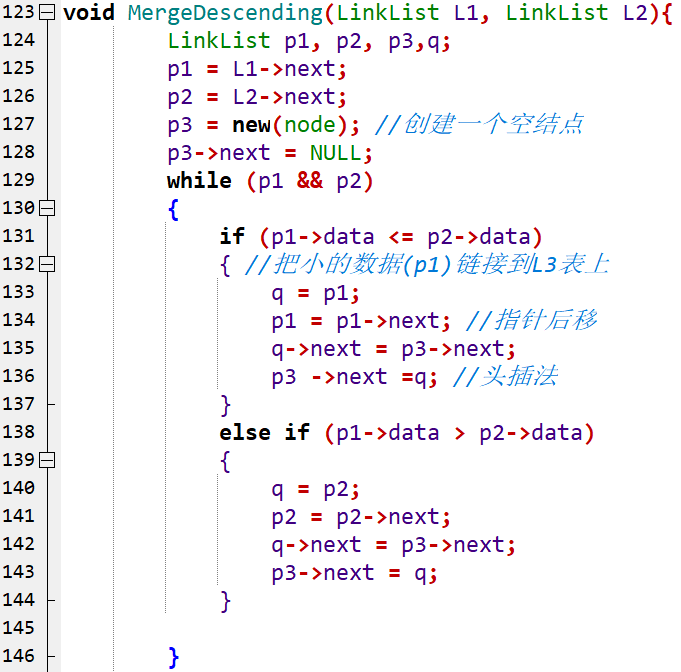 123 void MergeDescending(LinkList L1, LinkList L2){
124 LinkList p1, p2, p3,q;
125 p1 = L1->next;
126 p2 = L2->next;
127 p3 = new(node); //创建一个空结点
128 p3->next = NULL;
129 while (p1 && p2)
130 {
131 if (p1->data <= p2->data)
132 { //把小的数据(p1)链接到L3表上
133 q = p1;
134 p1 = p1->next; //指针后移
135 q->next = p3->next;
136 p3 ->next =q; //头插法
137 }
138 else if (p1->data > p2->data)
139 {
140 q = p2;
141 p2 = p2->next;
142 q->next = p3->next;
143 p3->next = q;
144 }
145
146 }